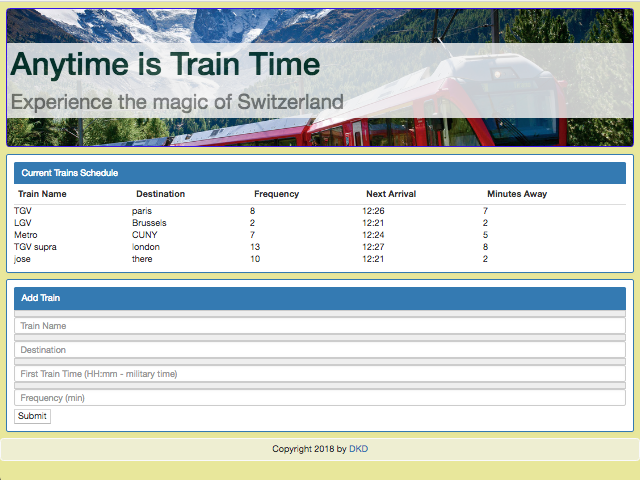 Anytime is Train Time
Experience the magic of Switzerland
Current Trains Schedule
Train Name Destination Frequency Next Arrival Minutes Away
TGV paris 8 12:26 7
LGV Brussels 2 12:21 2
Metro CUNY 7 12:24 5
TGV supra london 13 12:27 8
jose there 10 12:21 2
Add Train
Train Name
Destination
First Train Time (HH:mm - military time)
Frequency (min)
Submit
Copyright 2018 by DKD